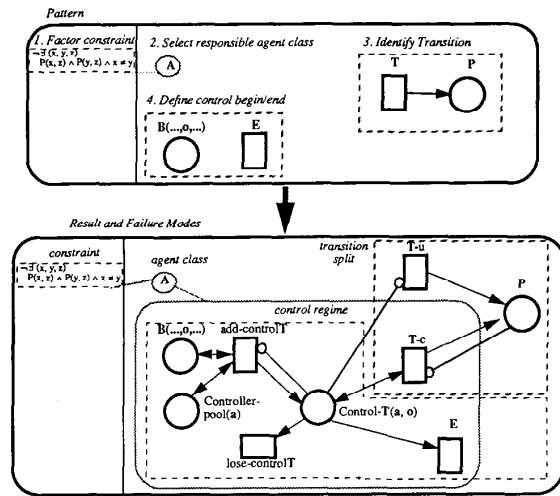 Pattern
1. Factor constraint
¬∃ (x, y, z)
P(x, z) ∧ P(y, z) ∧ x ≠ y
2. Select responsible agent class
A
3. Identify Transition
T P
4. Define control begin/end
B(...,o,...) E
Result and Failure Modes
constraint
¬∃ (x, y, z)
P(x, z) ∧ P(y, z) ∧ x ≠ y
agent class
A
transition
split
T-u
P
control regime
B(...,o,...) add-controlT
T-c
Controller-
pool(a)
Control-T(a, o)
lose-controlT
E